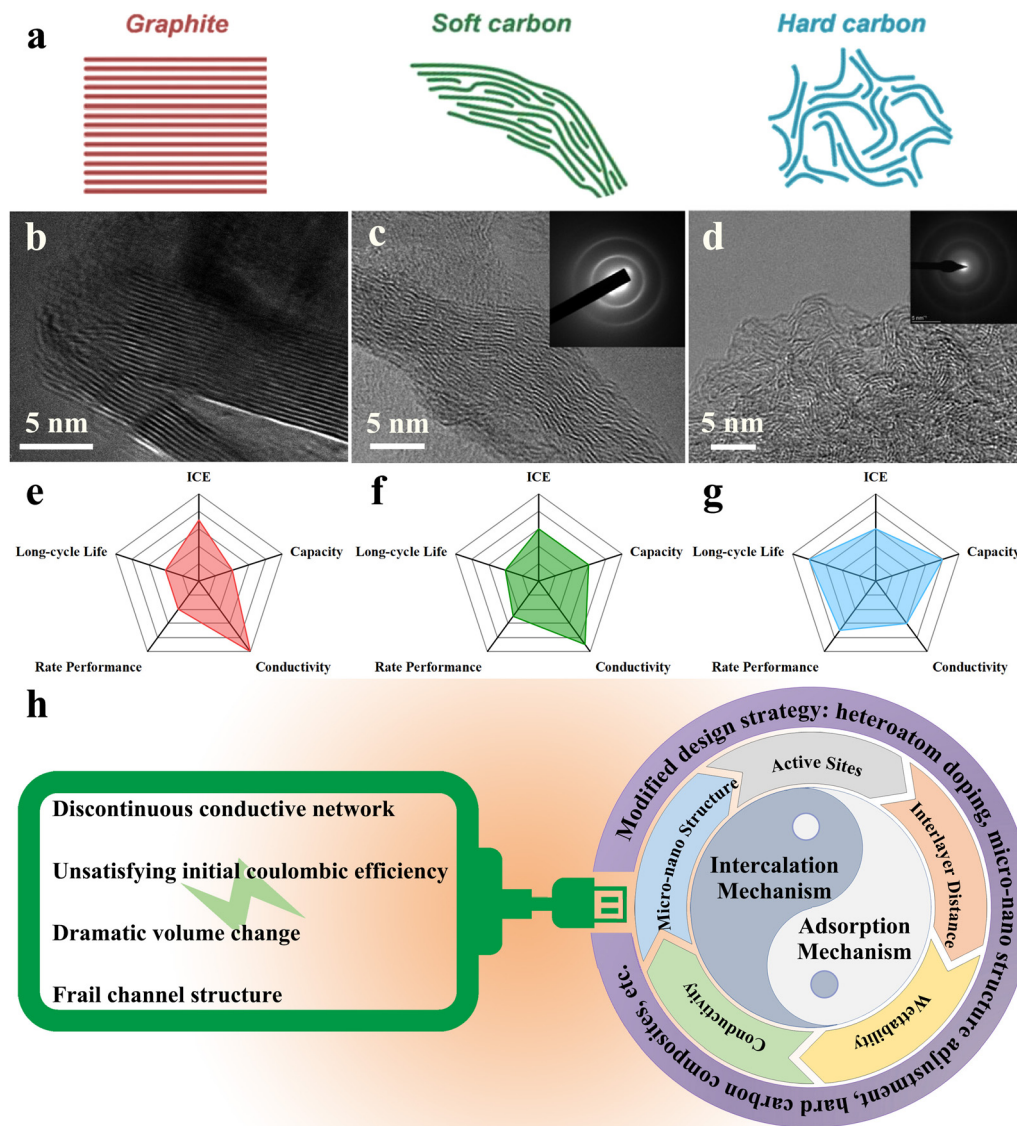 a
Graphite
Soft carbon
Hard carbon
b
5 nm
c
5 nm
d
5 nm⁻¹
5 nm
e
ICE
Long-cycle Life
Capacity
Rate Performance
Conductivity
f
ICE
Long-cycle Life
Capacity
Rate Performance
Conductivity
g
ICE
Long-cycle Life
Capacity
Rate Performance
Conductivity
h
Discontinuous conductive network
Unsatisfying initial coulombic efficiency
Dramatic volume change
Frail channel structure
Modified design strategy: heteroatom doping, micro-nano structure adjustment, hard carbon composites, etc.
Active Sites
Interlayer Distance
Wettability
Conductivity
Micro-nano Structure
Intercalation
Mechanism
Adsorption
Mechanism